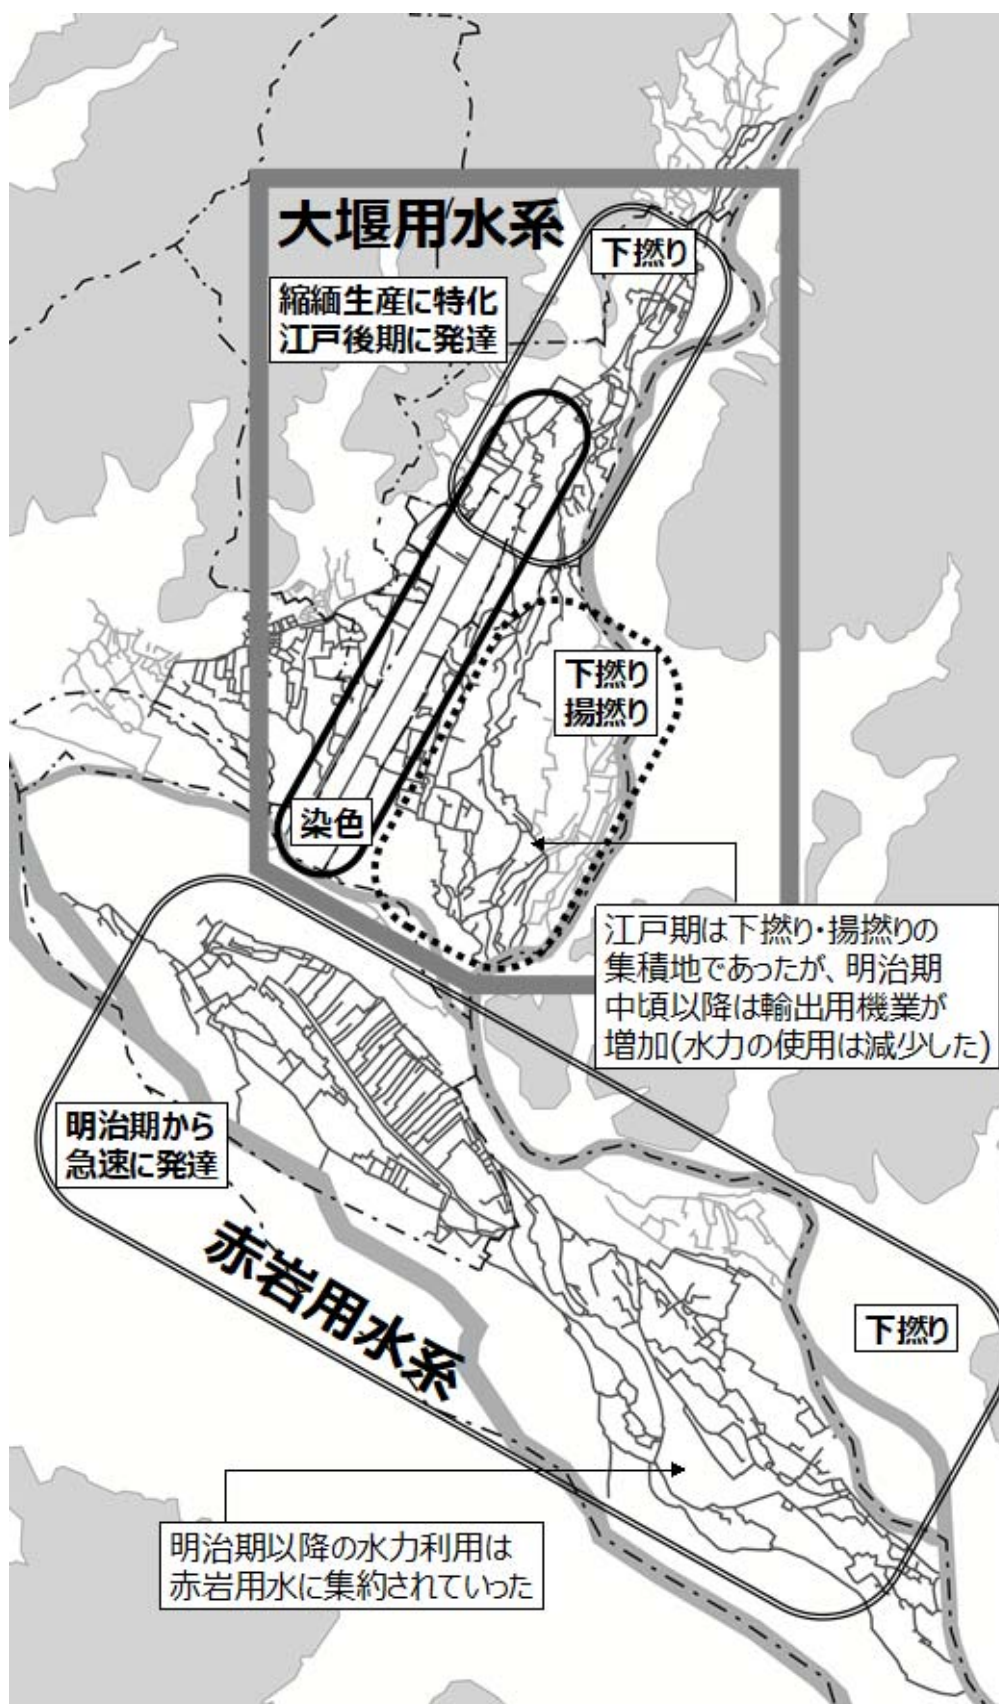 大堰用水系
縮緬生産に特化
江戸後期に発達
下撚り
下撚り
揚撚り
染色
江戸期は下撚り・揚撚りの
集積地であったが、明治期
中頃以降は輸出用機業が
増加(水力の使用は減少した)
明治期から
急速に発達
赤岩用水系
下撚り
明治期以降の水力利用は
赤岩用水に集約されていった